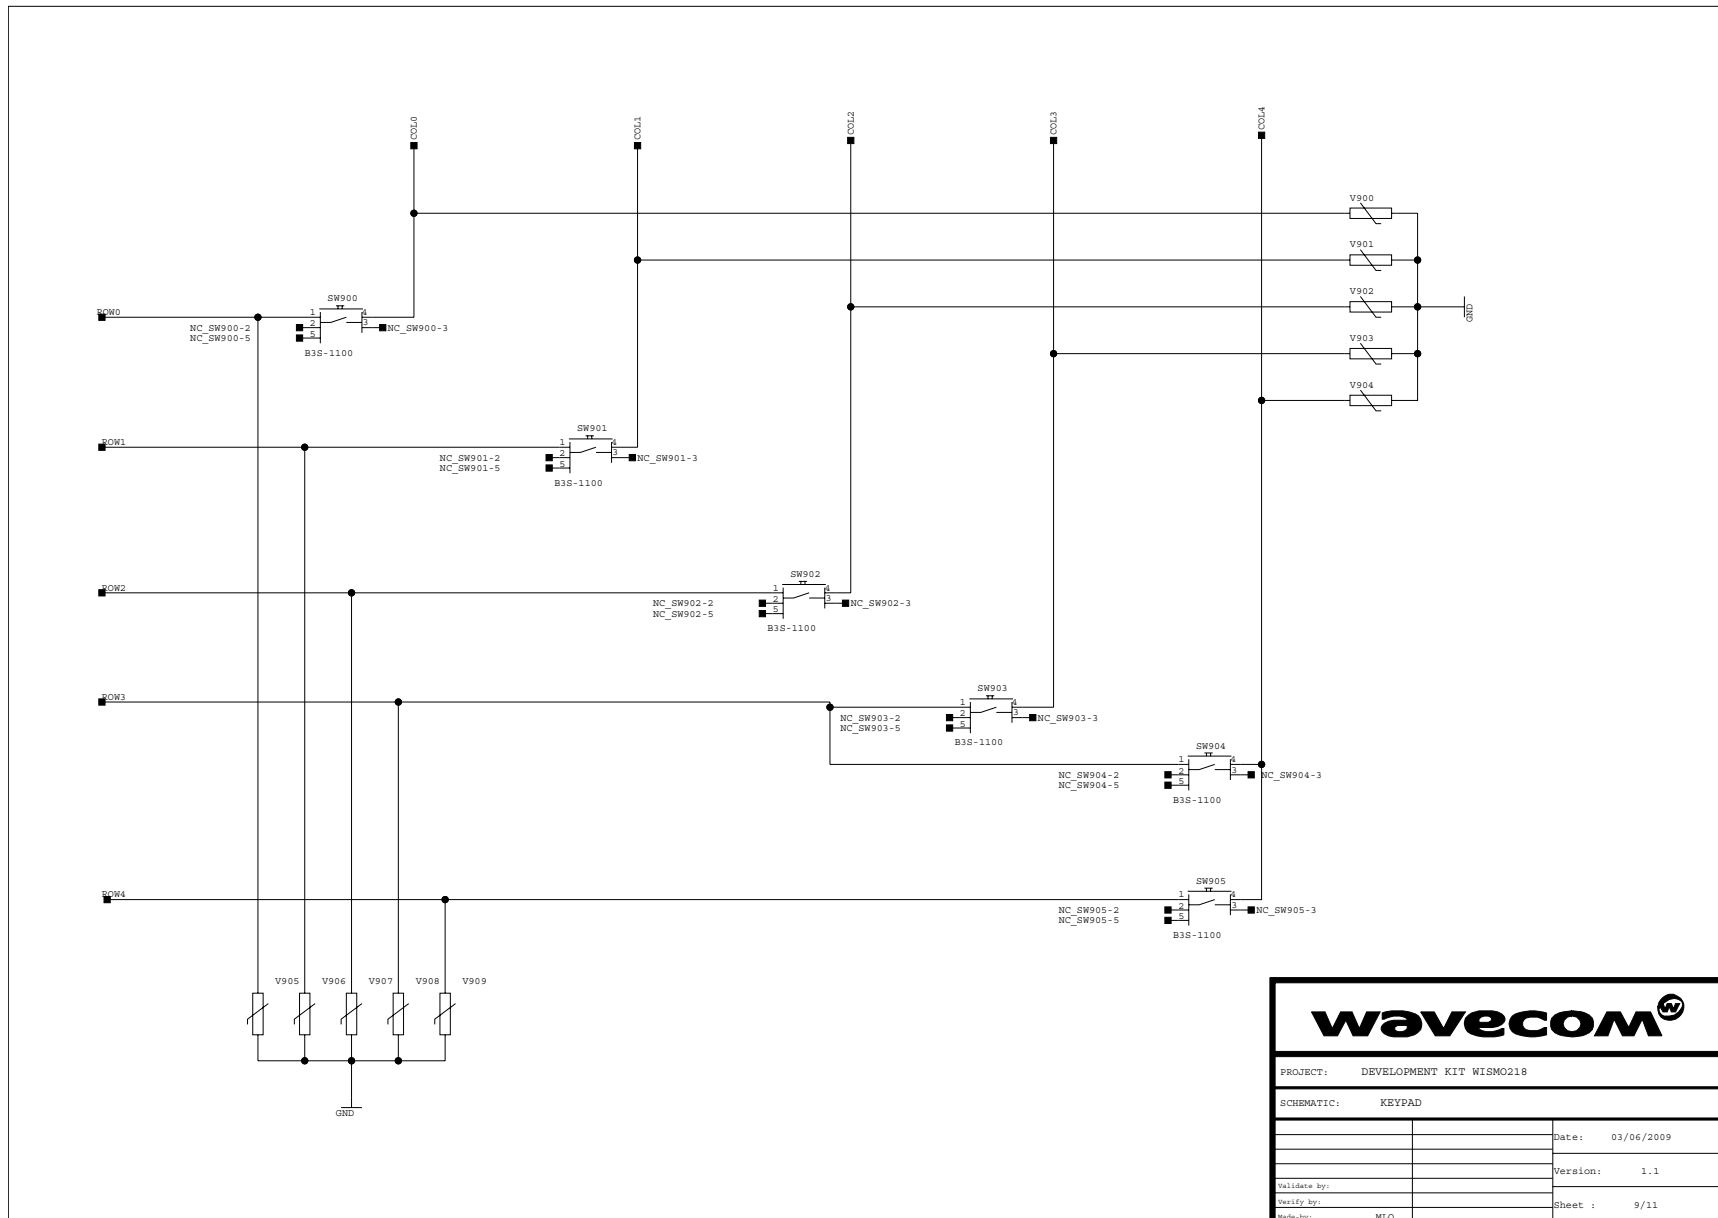 COL0
COL1
COL2
COL3
COL4
V900
V901
V902
GND
V903
V904
ROW0
SW900
1 4
NC_SW900-2 2 3 NC_SW900-3
NC_SW900-5 5
B3S-1100
ROW1
SW901
1 4
NC_SW901-2 2 3 NC_SW901-3
NC_SW901-5 5
B3S-1100
ROW2
SW902
1 4
NC_SW902-2 2 3 NC_SW902-3
NC_SW902-5 5
B3S-1100
ROW3
SW903
1 4
NC_SW903-2 2 3 NC_SW903-3
NC_SW903-5 5
B3S-1100
SW904
1 4
NC_SW904-2 2 3 NC_SW904-3
NC_SW904-5 5
B3S-1100
ROW4
SW905
1 4
NC_SW905-2 2 3 NC_SW905-3
NC_SW905-5 5
B3S-1100
V905 V906 V907 V908 V909
GND
wavecom w
PROJECT: DEVELOPMENT KIT WISMO218
SCHEMATIC: KEYPAD
Date: 03/06/2009
Version: 1.1
Validate by:
Verify by:
Sheet : 9/11
Made-by: MLO